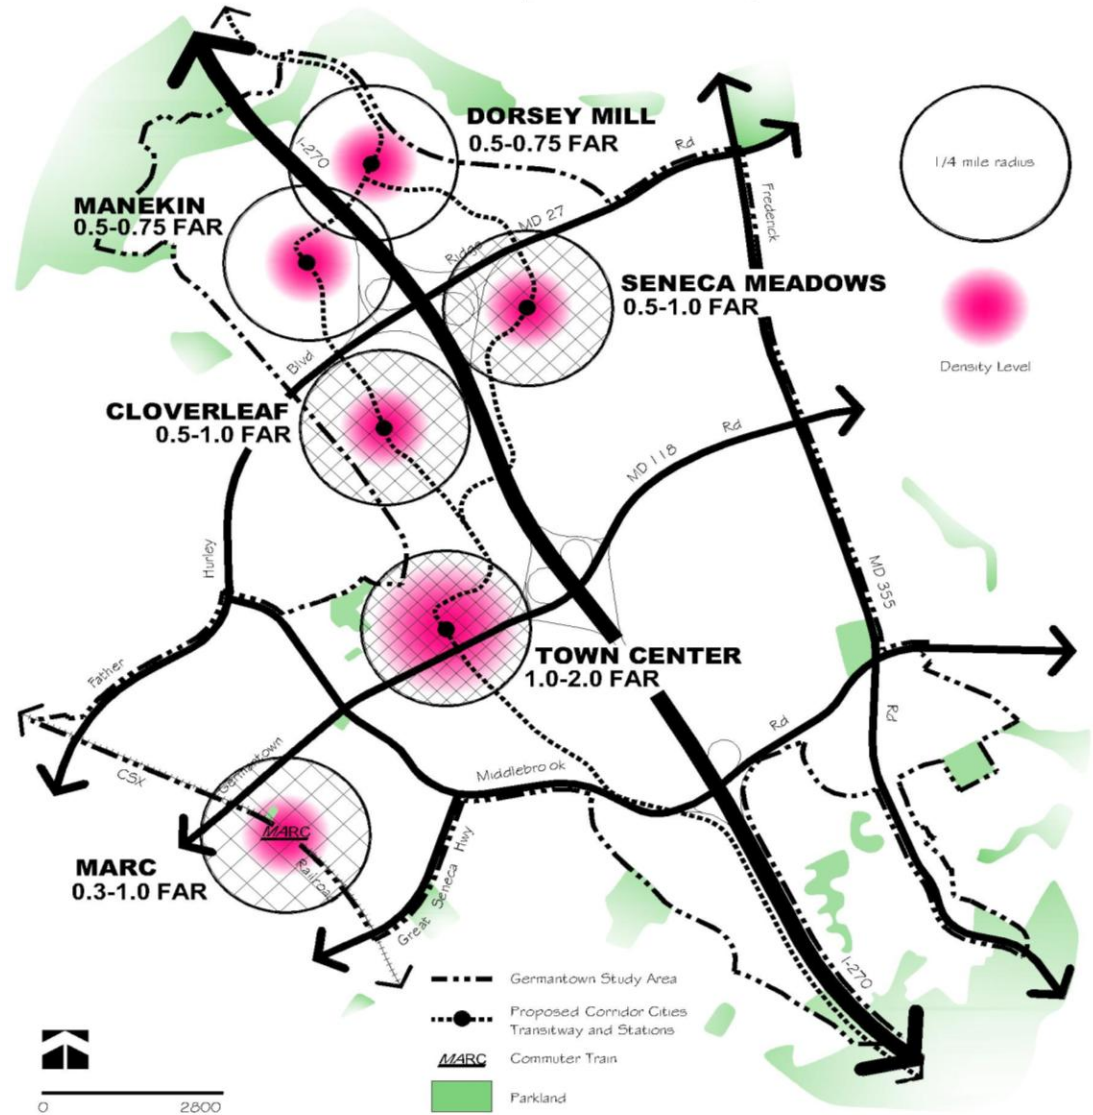 DORSEY MILL
0.5-0.75 FAR
Rd
1/4 mile radius
I-270
MANEKIN
0.5-0.75 FAR
MD 27
Ridge
Frederick
SENECA MEADOWS
0.5-1.0 FAR
Blvd
Density Level
CLOVERLEAF
0.5-1.0 FAR
Rd
MD 118
Hurley
MD 355
TOWN CENTER
1.0-2.0 FAR
Father
Rd
Rd
Germantown
CSX
Middlebrook
MARC
Railroad
MARC
0.3-1.0 FAR
Great Seneca Hwy
I-270
Germantown Study Area
Proposed Corridor Cities
Transitway and Stations
MARC
Commuter Train
Parkland
0
2800